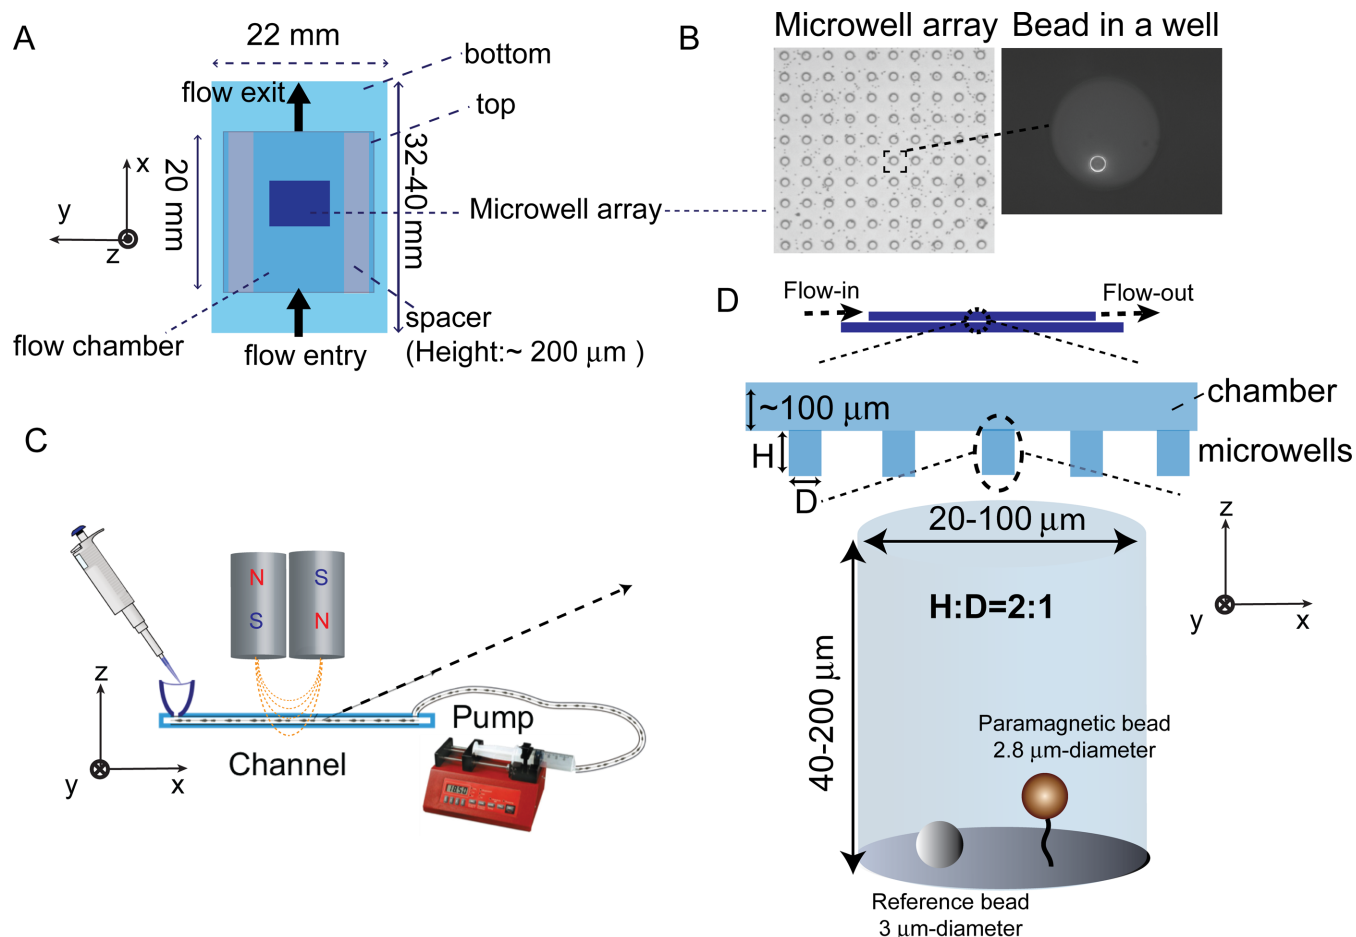 A
22 mm
bottom
flow exit
top
x
y
z
20 mm
32-40 mm
Microwell array
flow chamber
spacer
(Height:~ 200 μm )
flow entry
B
Microwell array
Bead in a well
C
N
S
S
N
z
y
x
Channel
Pump
1850
D
Flow-in
Flow-out
chamber
~100 μm
H
microwells
D
20-100 μm
H:D=2:1
40-200 μm
z
y
x
Paramagnetic bead
2.8 μm-diameter
Reference bead
3 μm-diameter